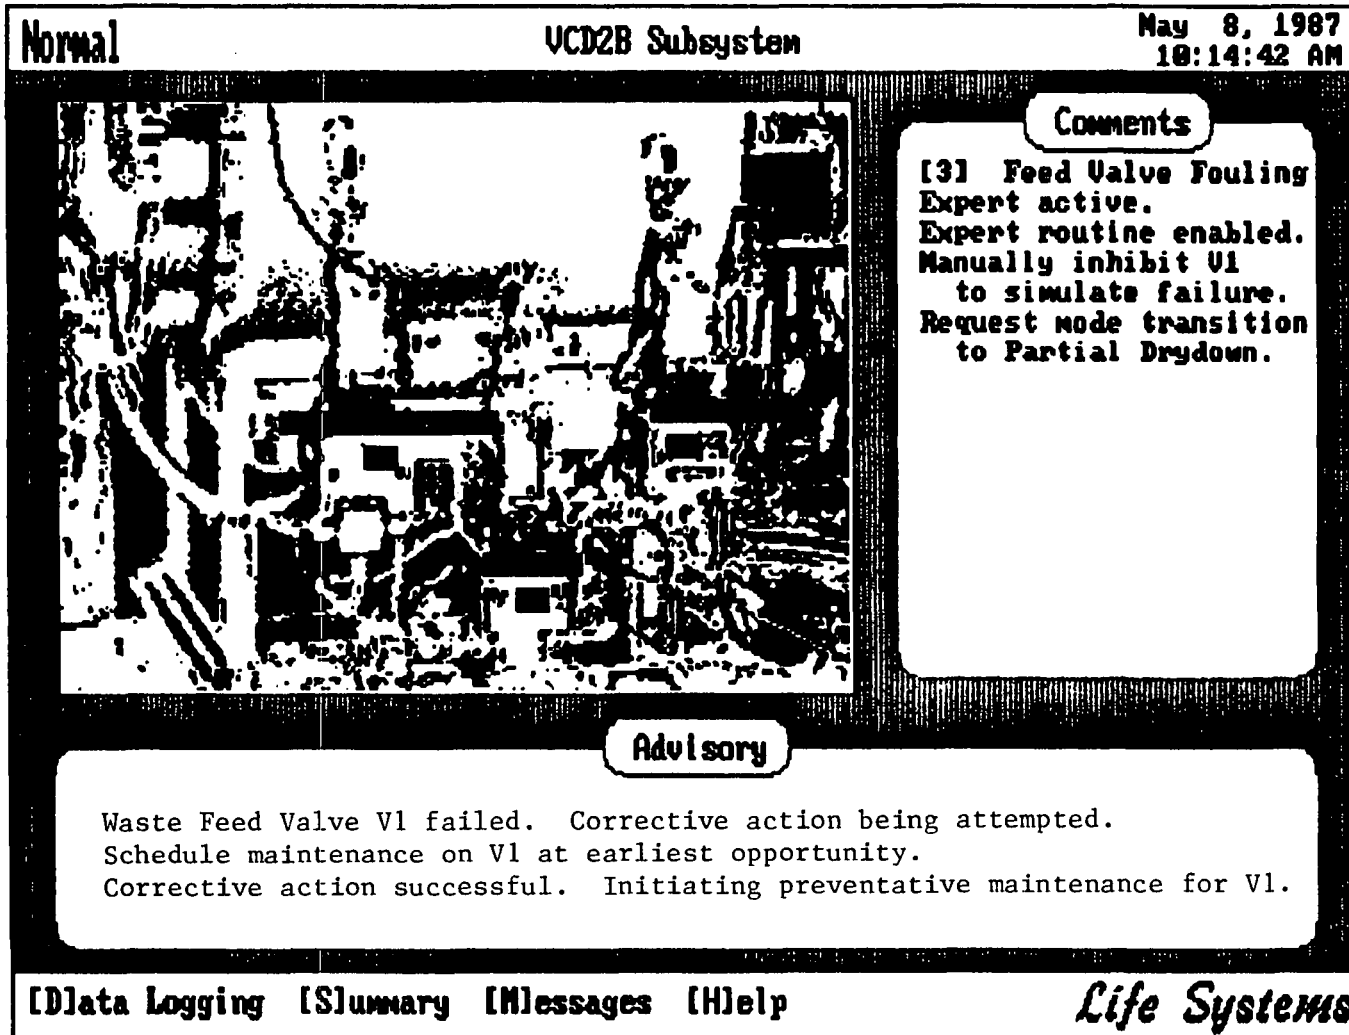 Normal
VCD2B Subsystem
May 8, 1987
10:14:42 AM
Comments
[3] Feed Valve Fouling
Expert active.
Expert routine enabled.
Manually inhibit V1
to simulate failure.
Request mode transition
to Partial Drydown.
Advisory
Waste Feed Valve V1 failed. Corrective action being attempted.
Schedule maintenance on V1 at earliest opportunity.
Corrective action successful. Initiating preventative maintenance for V1.
[D]ata Logging [S]ummary [M]essages [H]elp
Life Systems